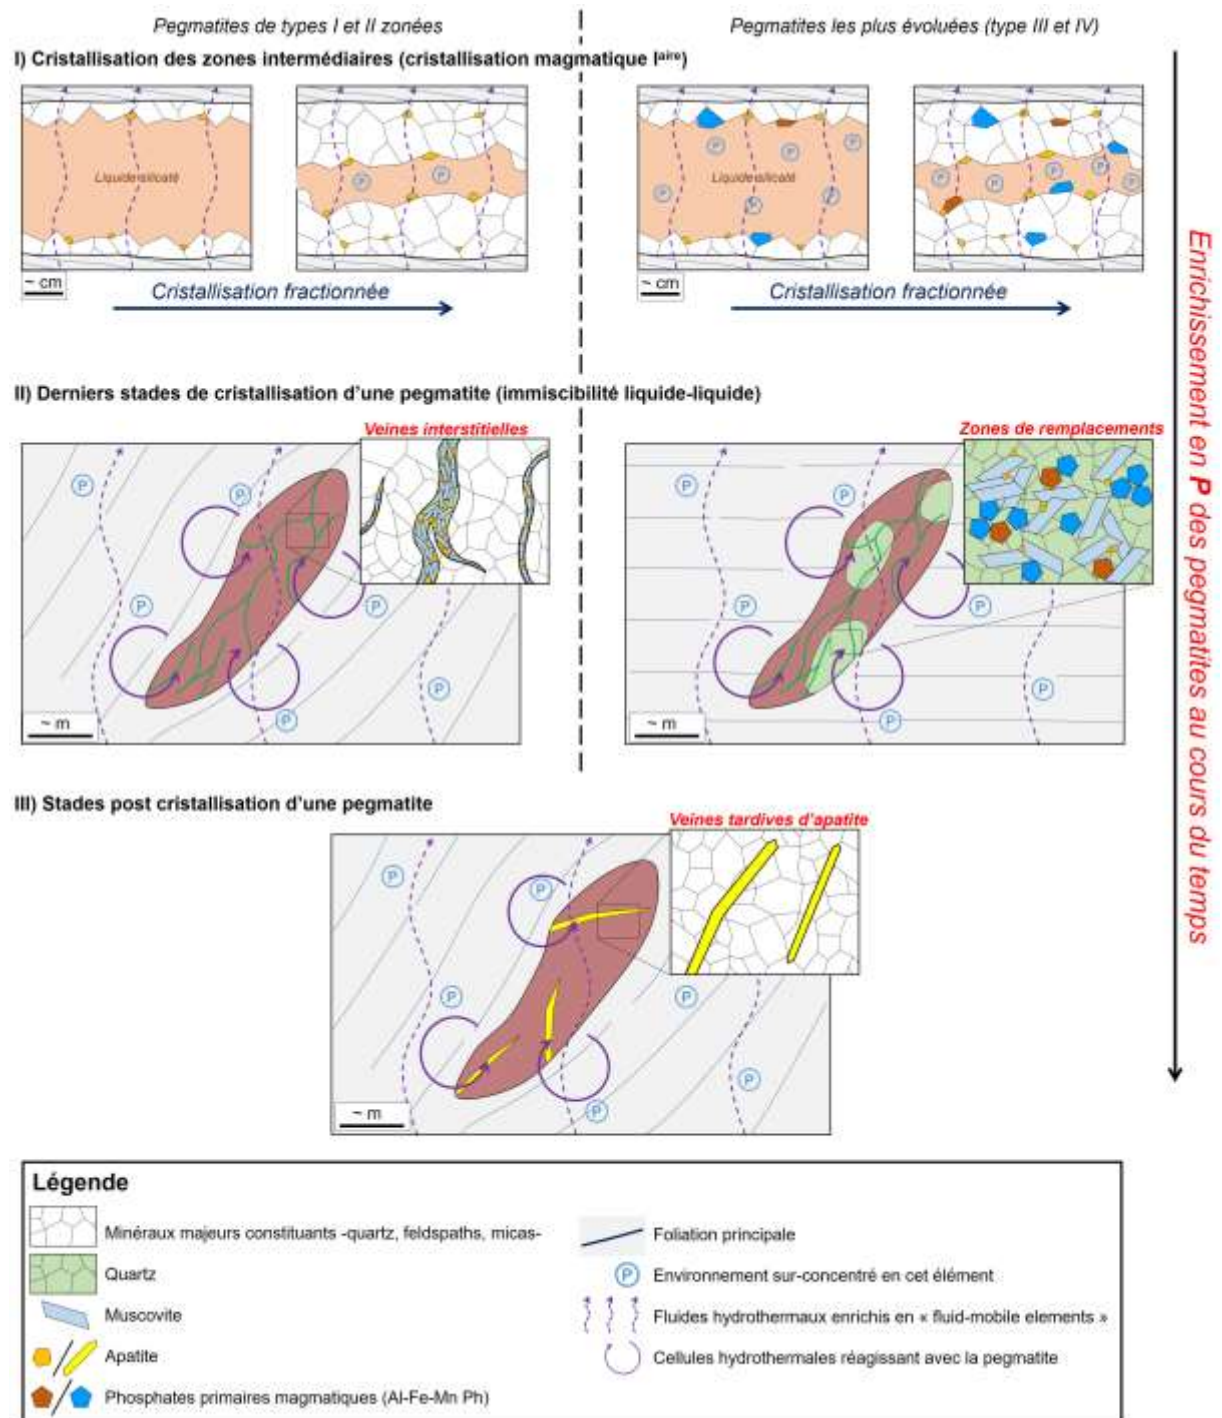 Pegmatites de types I et II zonées
Pegmatites les plus évoluées (type III et IV)
I) Cristallisation des zones intermédiaires (cristallisation magmatique Iaire)
Liquide silicaté
P
P
~ cm
Cristallisation fractionnée
P
P
P
Liquide silicaté
P
P
P
P
P
P
P
P
~ cm
Cristallisation fractionnée
II) Derniers stades de cristallisation d'une pegmatite (immiscibilité liquide-liquide)
Veines interstitielles
P
P
P
P
P
P
~ m
Zones de remplacements
P
P
P
P
P
P
~ m
III) Stades post cristallisation d'une pegmatite
Veines tardives d'apatite
P
P
P
P
P
P
~ m
Enrichissement en P des pegmatites au cours du temps
Légende
Minéraux majeurs constituants -quartz, feldspaths, micas-
Quartz
Muscovite
Apatite
Phosphates primaires magmatiques (Al-Fe-Mn Ph)
Foliation principale
P Environnement sur-concentré en cet élément
Fluides hydrothermaux enrichis en « fluid-mobile elements »
Cellules hydrothermales réagissant avec la pegmatite